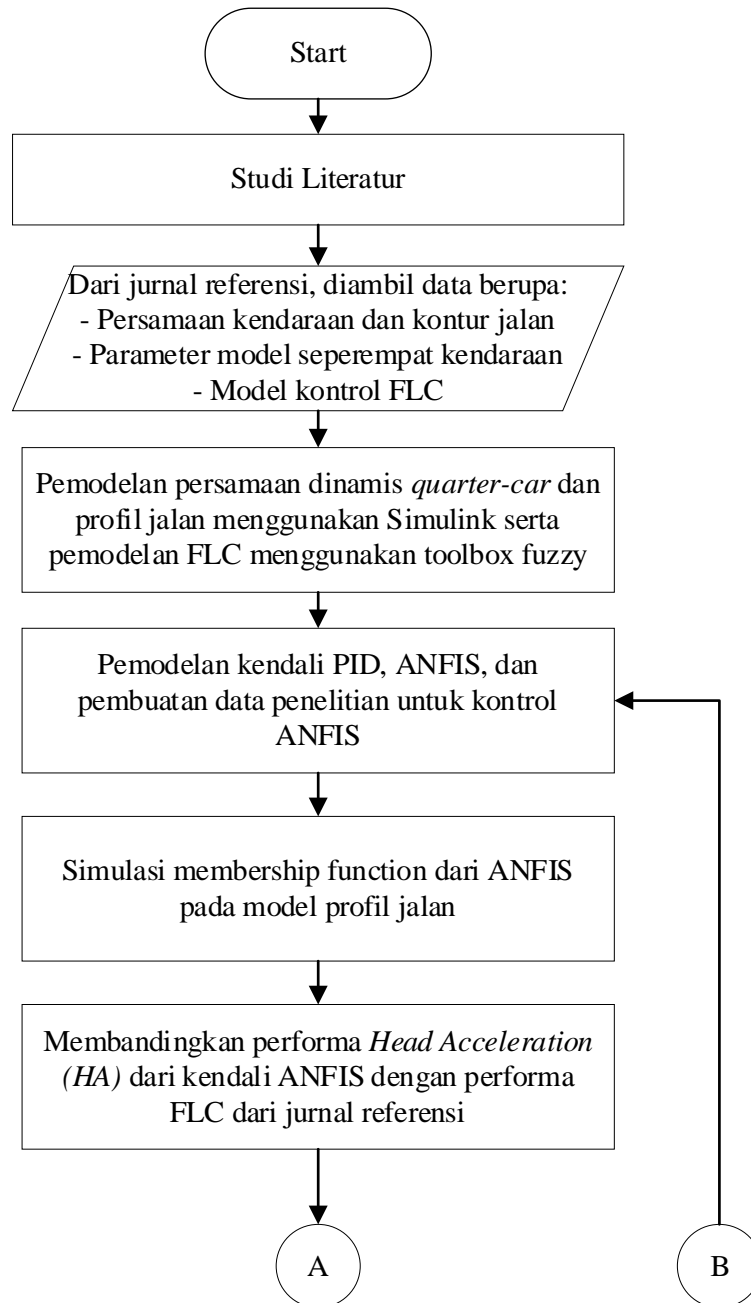 Start
Studi Literatur
Dari jurnal referensi, diambil data berupa:
- Persamaan kendaraan dan kontur jalan
- Parameter model seperempat kendaraan
- Model kontrol FLC
Pemodelan persamaan dinamis quarter-car dan
profil jalan menggunakan Simulink serta
pemodelan FLC menggunakan toolbox fuzzy
Pemodelan kendali PID, ANFIS, dan
pembuatan data penelitian untuk kontrol
ANFIS
Simulasi membership function dari ANFIS
pada model profil jalan
Membandingkan performa Head Acceleration
(HA) dari kendali ANFIS dengan performa
FLC dari jurnal referensi
A
B